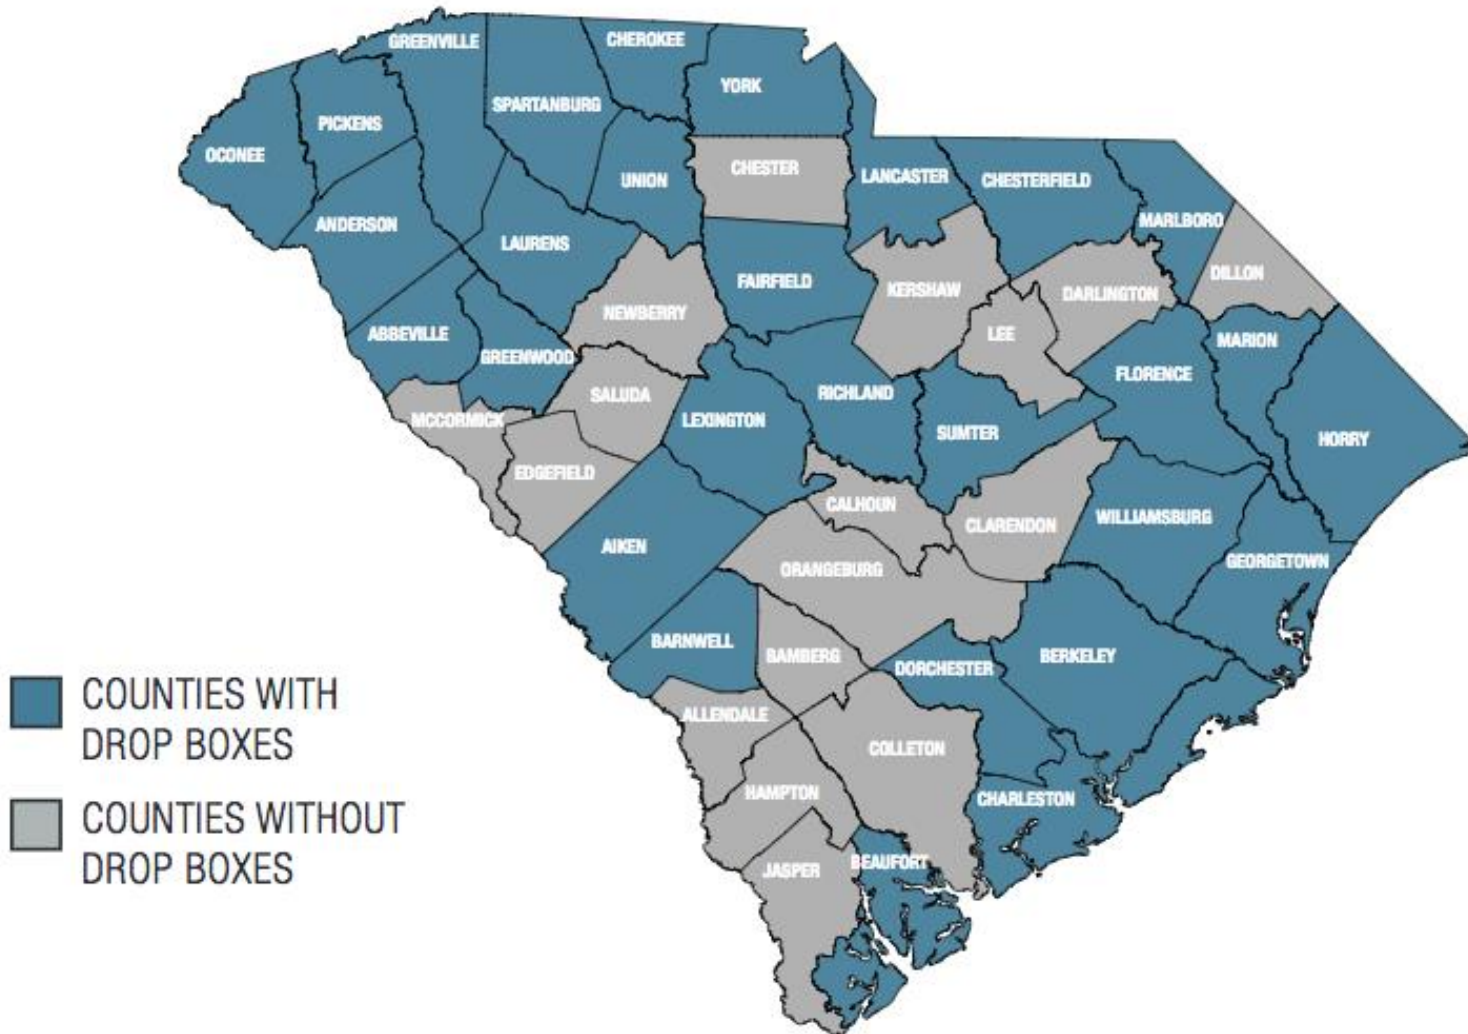 GREENVILLE
CHEROKEE
YORK
SPARTANBURG
PICKENS
OCONEE
CHESTER
LANCASTER
CHESTERFIELD
UNION
MARLBORO
ANDERSON
LAURENS
DILLON
FAIRFIELD
KERSHAW
DARLINGTON
NEWBERRY
ABBEVILLE
LEE
MARION
GREENWOOD
FLORENCE
SALUDA
RICHLAND
MCCORMICK
LEXINGTON
SUMTER
HORRY
EDGEFIELD
CALHOUN
CLARENDON
WILLIAMSBURG
AIKEN
ORANGEBURG
GEORGETOWN
BARNWELL
BAMBERG
DORCHESTER
BERKELEY
ALLENDALE
COLLETON
HAMPTON
CHARLESTON
JASPER
BEAUFORT
COUNTIES WITH
DROP BOXES
COUNTIES WITHOUT
DROP BOXES